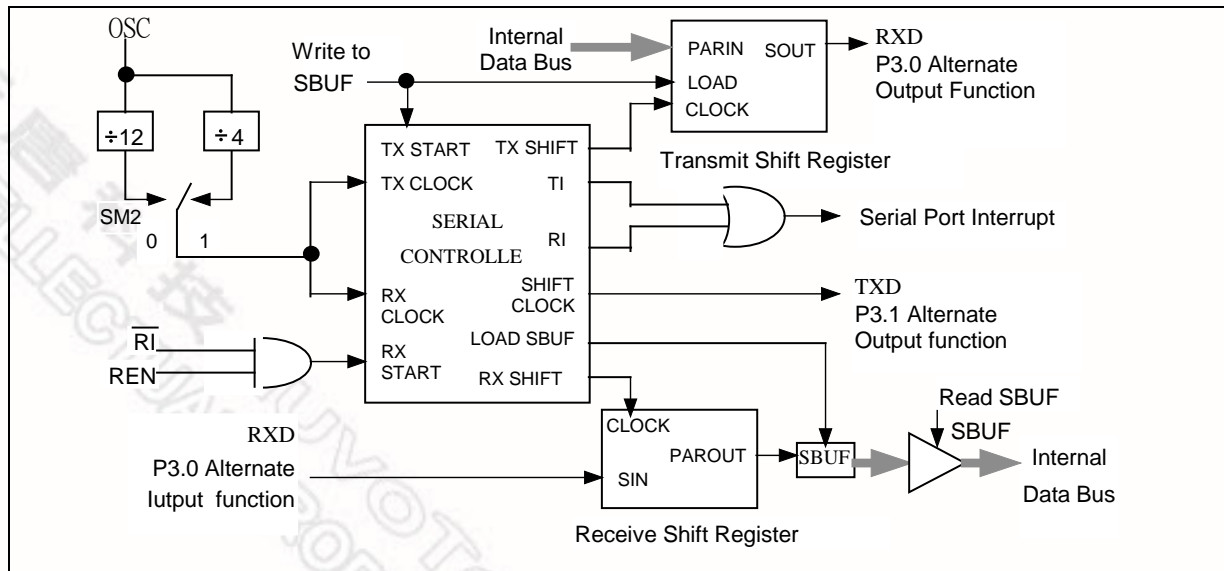 OSC
÷12
÷4
SM2
0 1
Write to
SBUF
Internal
Data Bus
PARIN
SOUT
LOAD
CLOCK
RXD
P3.0 Alternate
Output Function
Transmit Shift Register
TX START
TX SHIFT
TX CLOCK
TI
SERIAL
RI
CONTROLLE
SHIFT
CLOCK
RX
CLOCK
LOAD SBUF
RX
START
RX SHIFT
Serial Port Interrupt
TXD
P3.1 Alternate
Output function
RI
REN
RXD
P3.0 Alternate
Iutput function
CLOCK
PAROUT
SIN
Receive Shift Register
SBUF
Read SBUF
SBUF
Internal
Data Bus